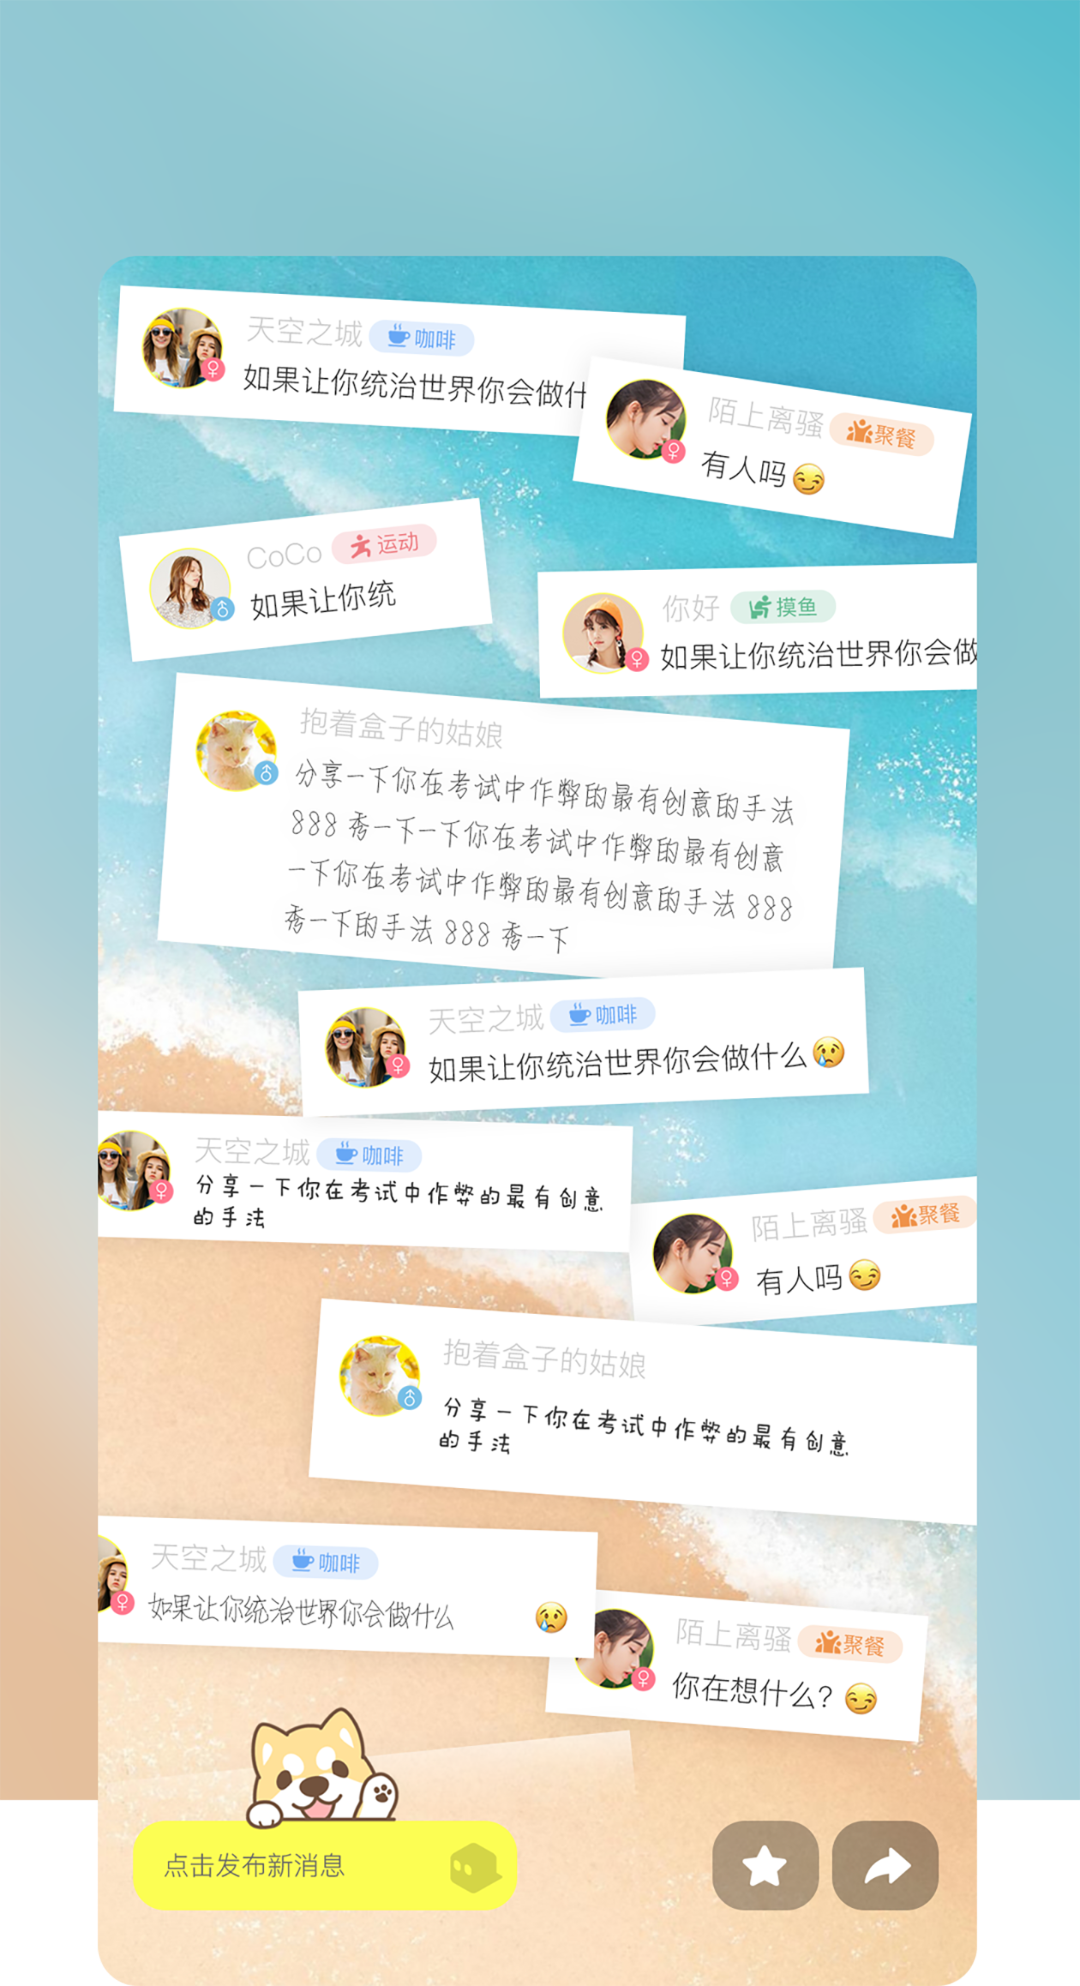 天空之城 咖啡
如果让你统治世界你会做什
陌上离骚 聚餐
有人吗
CoCo 运动
如果让你统
你好 摸鱼
如果让你统治世界你会做
抱着盒子的姑娘
分享一下你在考试中作弊的最有创意的手法
888 秀一下一下你在考试中作弊的最有创意
一下你在考试中作弊的最有创意的手法 888
秀一下的手法 888 秀一下
天空之城 咖啡
如果让你统治世界你会做什么
天空之城 咖啡
分享一下你在考试中作弊的最有创意
的手法
陌上离骚 聚餐
有人吗
抱着盒子的姑娘
分享一下你在考试中作弊的最有创意
的手法
天空之城 咖啡
如果让你统治世界你会做什么
陌上离骚 聚餐
你在想什么？
点击发布新消息